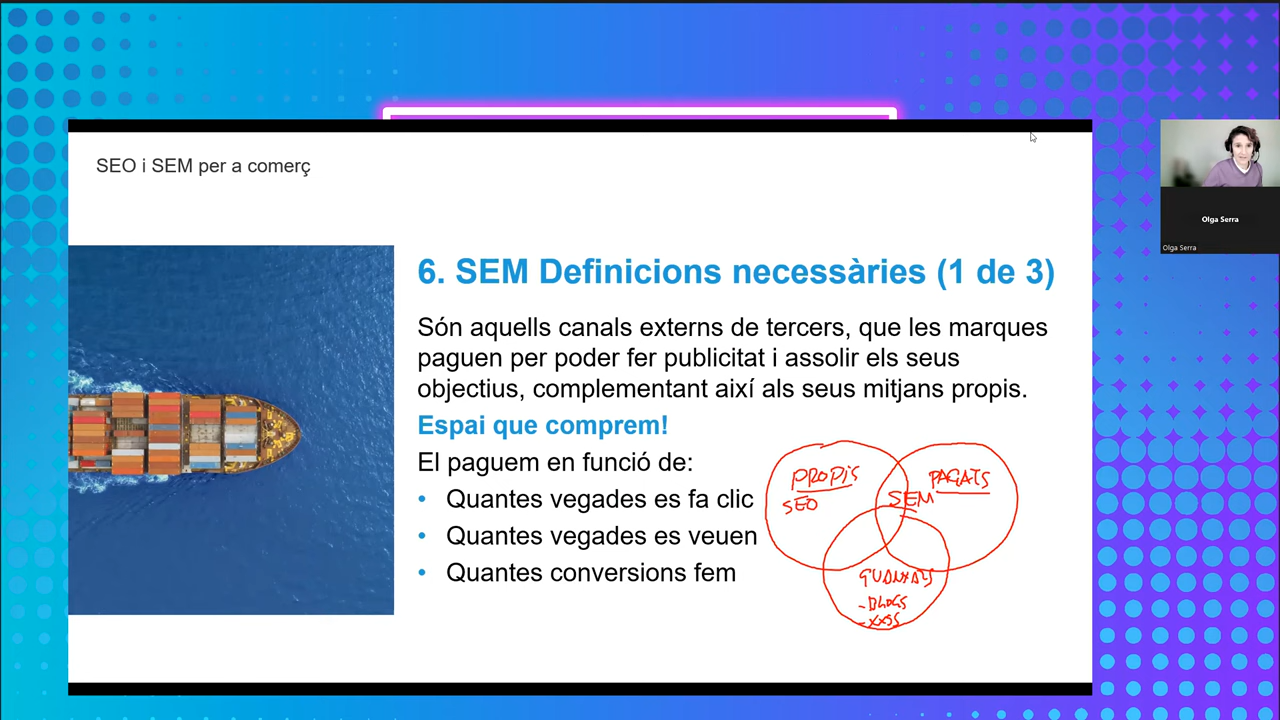 SEO i SEM per a comerç
6. SEM Definicions necessàries (1 de 3)
Són aquells canals externs de tercers, que les marques
paguen per poder fer publicitat i assolir els seus
objectius, complementant així als seus mitjans propis.
Espai que comprem!
El paguem en funció de:
• Quantes vegades es fa clic
• Quantes vegades es veuen
• Quantes conversions fem
PROPIS
SEO
PAGATS
SEM
GUANYATS
- BLOGS
- XXSS
Olga Serra
Olga Serra